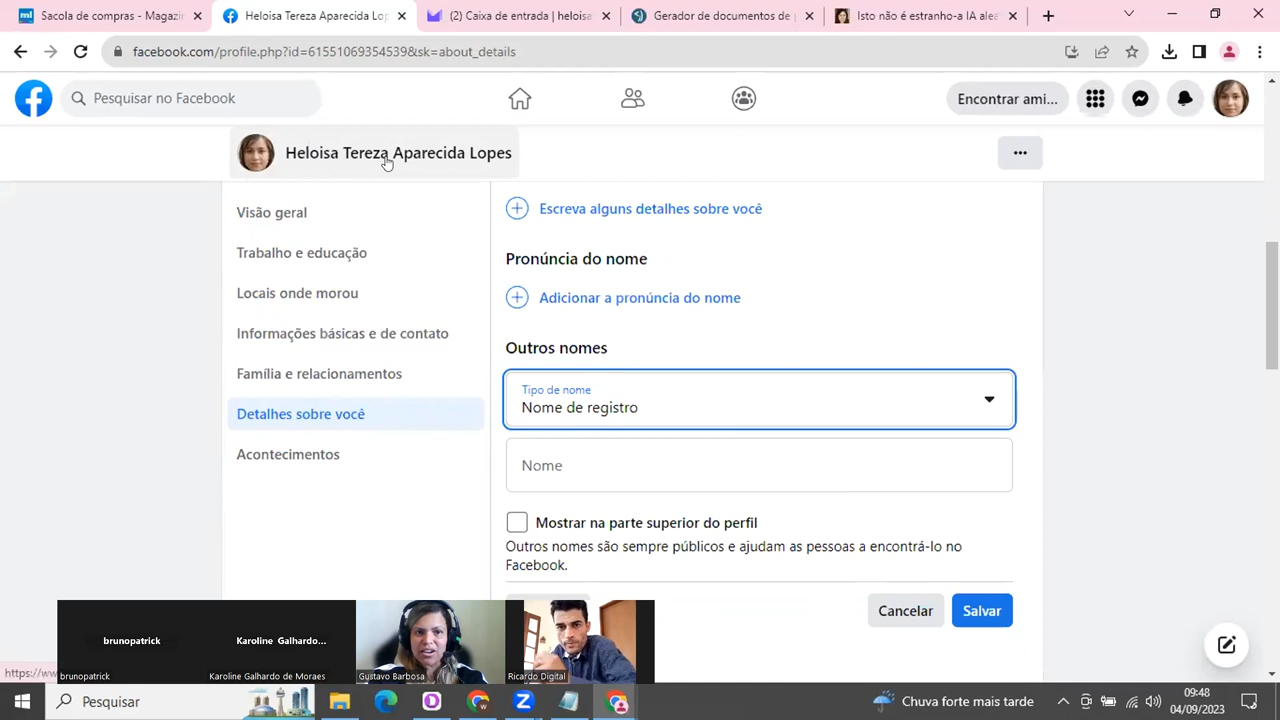 Sacola de compras - Magazin
Heloisa Tereza Aparecida Lop
(2) Caixa de entrada | heloisa
Gerador de documentos de p
Isto não é estranho-a IA alea
facebook.com/profile.php?id=61551069354539&sk=about_details
Pesquisar no Facebook
Encontrar ami...
Heloisa Tereza Aparecida Lopes
Visão geral
Trabalho e educação
Locais onde morou
Informações básicas e de contato
Família e relacionamentos
Detalhes sobre você
Acontecimentos
Escreva alguns detalhes sobre você
Pronúncia do nome
Adicionar a pronúncia do nome
Outros nomes
Tipo de nome
Nome de registro
Nome
Mostrar na parte superior do perfil
Outros nomes são sempre públicos e ajudam as pessoas a encontrá-lo no
Facebook.
Cancelar
Salvar
brunopatrick
Karoline Galhardo...
brunopatrick
Karoline Galhardo de Moraes
Gustavo Barbosa
Ricardo Digital
https://ww
Pesquisar
Chuva forte mais tarde
09:48
04/09/2023